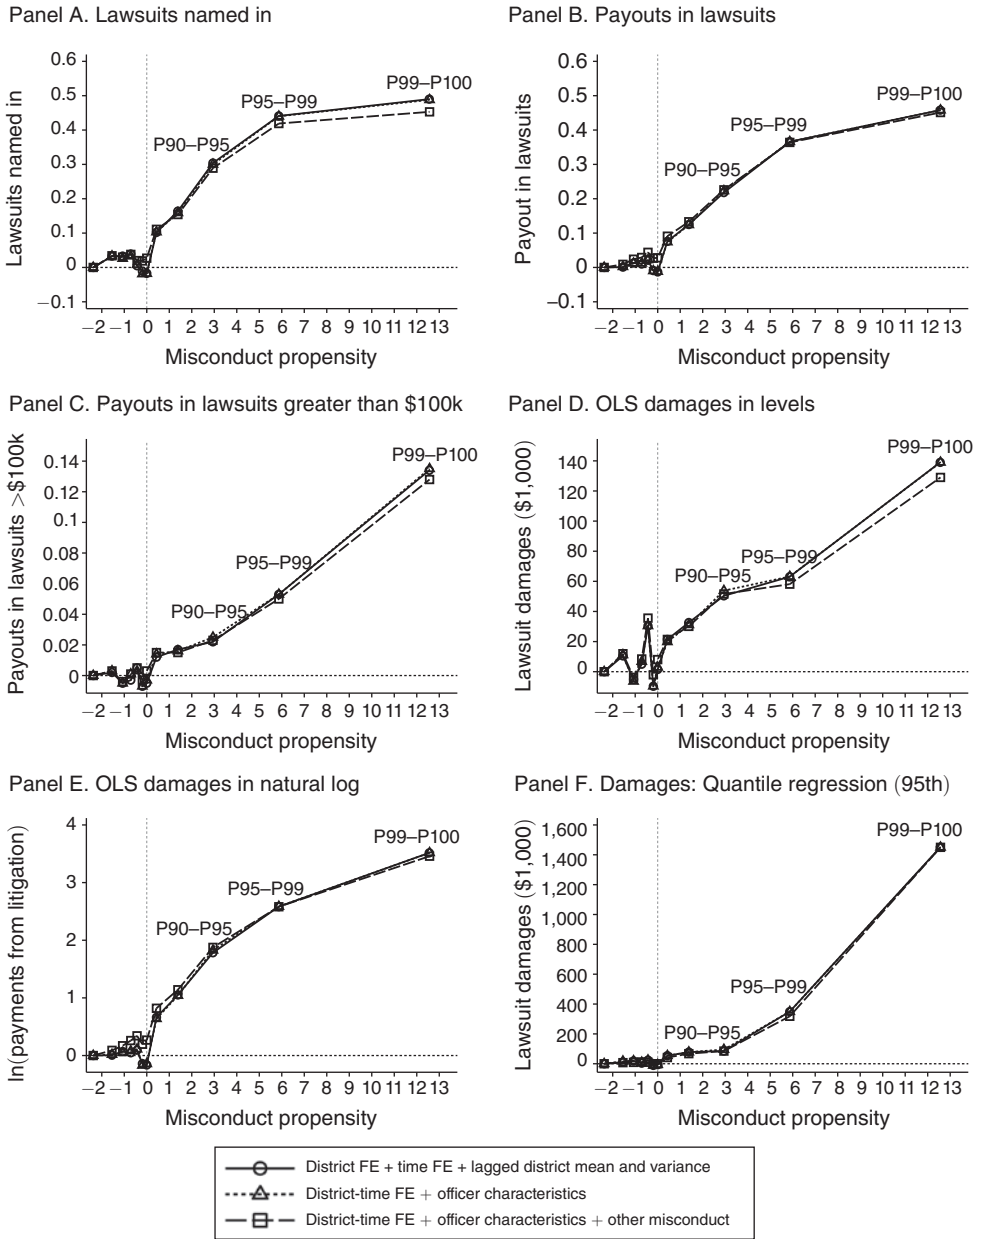 Panel A. Lawsuits named in
Lawsuits named in
0.6
0.5
0.4
0.3
0.2
0.1
0
−0.1
P90–P95
P95–P99
P99–P100
−2 −1 0 1 2 3 4 5 6 7 8 9 10 11 12 13
Misconduct propensity
Panel B. Payouts in lawsuits
Payout in lawsuits
0.6
0.5
0.4
0.3
0.2
0.1
0
−0.1
P90–P95
P95–P99
P99–P100
−2 −1 0 1 2 3 4 5 6 7 8 9 10 11 12 13
Misconduct propensity
Panel C. Payouts in lawsuits greater than $100k
Payouts in lawsuits >$100k
0.14
0.12
0.1
0.08
0.06
0.04
0.02
0
P90–P95
P95–P99
P99–P100
−2 −1 0 1 2 3 4 5 6 7 8 9 10 11 12 13
Misconduct propensity
Panel D. OLS damages in levels
Lawsuit damages ($1,000)
140
120
100
80
60
40
20
0
P90–P95
P95–P99
P99–P100
−2 −1 0 1 2 3 4 5 6 7 8 9 10 11 12 13
Misconduct propensity
Panel E. OLS damages in natural log
ln(payments from litigation)
4
3
2
1
0
P90–P95
P95–P99
P99–P100
−2 −1 0 1 2 3 4 5 6 7 8 9 10 11 12 13
Misconduct propensity
Panel F. Damages: Quantile regression (95th)
Lawsuit damages ($1,000)
1,600
1,400
1,200
1,000
800
600
400
200
0
P90–P95
P95–P99
P99–P100
−2 −1 0 1 2 3 4 5 6 7 8 9 10 11 12 13
Misconduct propensity
District FE + time FE + lagged district mean and variance
District-time FE + officer characteristics
District-time FE + officer characteristics + other misconduct